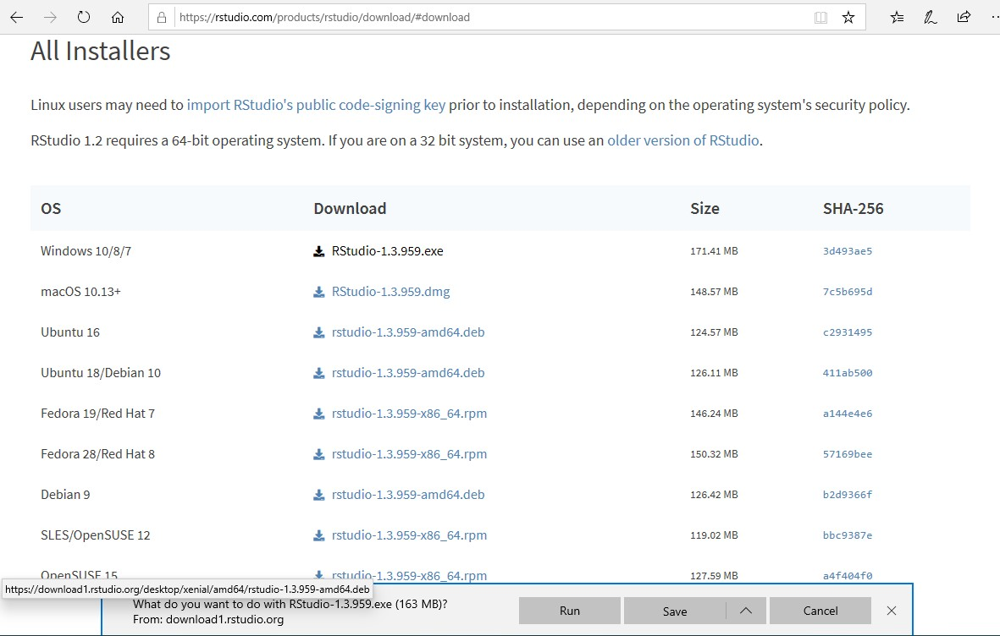 https://rstudio.com/products/rstudio/download/#download
All Installers
Linux users may need to import RStudio's public code-signing key prior to installation, depending on the operating system's security policy.
RStudio 1.2 requires a 64-bit operating system. If you are on a 32 bit system, you can use an older version of RStudio.
OS Download Size SHA-256
Windows 10/8/7 RStudio-1.3.959.exe 171.41 MB 3d493ae5
macOS 10.13+ RStudio-1.3.959.dmg 148.57 MB 7c5b695d
Ubuntu 16 rstudio-1.3.959-amd64.deb 124.57 MB c2931495
Ubuntu 18/Debian 10 rstudio-1.3.959-amd64.deb 126.11 MB 411ab500
Fedora 19/Red Hat 7 rstudio-1.3.959-x86_64.rpm 146.24 MB a144e4e6
Fedora 28/Red Hat 8 rstudio-1.3.959-x86_64.rpm 150.32 MB 57169bee
Debian 9 rstudio-1.3.959-amd64.deb 126.42 MB b2d9366f
SLES/OpenSUSE 12 rstudio-1.3.959-x86_64.rpm 119.02 MB bbc9387e
OpenSUSE 15 rstudio-1.3.959-x86_64.rpm 127.59 MB a4f404f0
https://download1.rstudio.org/desktop/xenial/amd64/rstudio-1.3.959-amd64.deb
What do you want to do with RStudio-1.3.959.exe (163 MB)?
From: download1.rstudio.org
Run Save Cancel